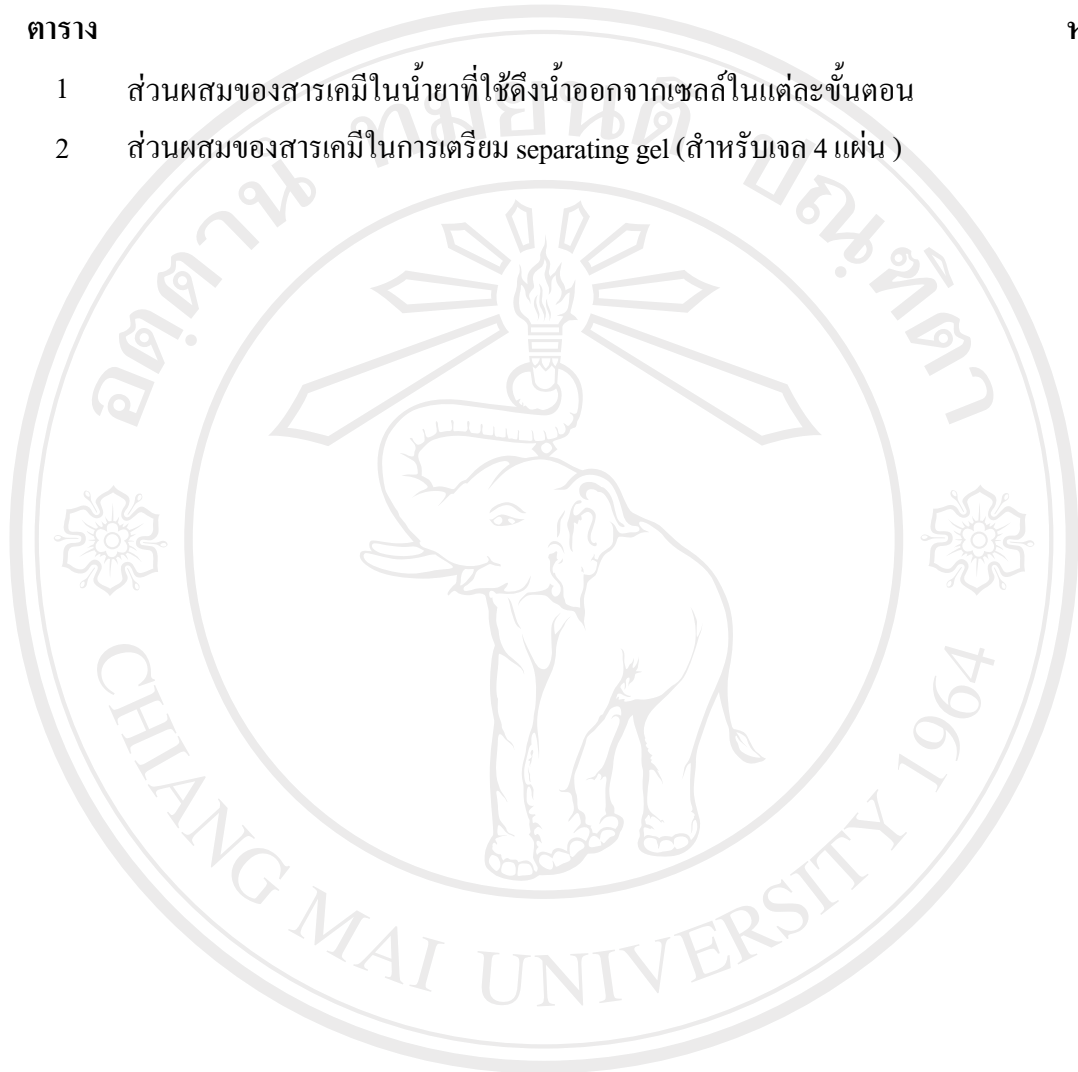 ตาราง
1 ส่วนผสมของสารเคมีในน้ำยาที่ใช้ดึงน้ำออกจากเซลล์ในแต่ละขั้นตอน
2 ส่วนผสมของสารเคมีในการเตรียม separating gel (สำหรับเจล 4 แผ่น )
CHIANG MAI UNIVERSITY 1964